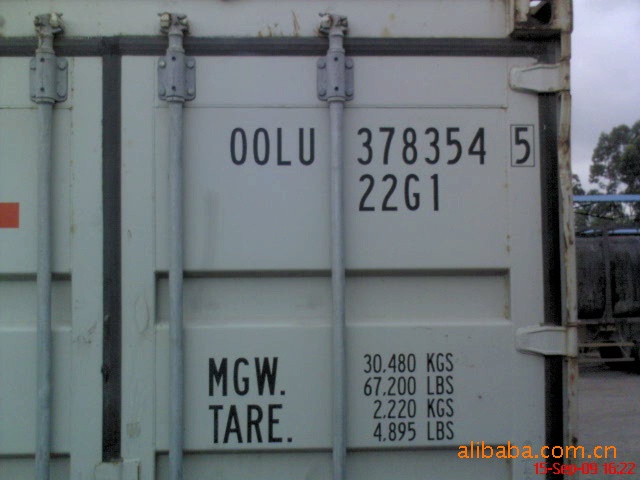 OOLU 378354 5
22G1
MGW. 30.480 KGS
67,200 LBS
TARE. 2,220 KGS
4,895 LBS
alibaba.com.cn
15-Sep-09 16:22